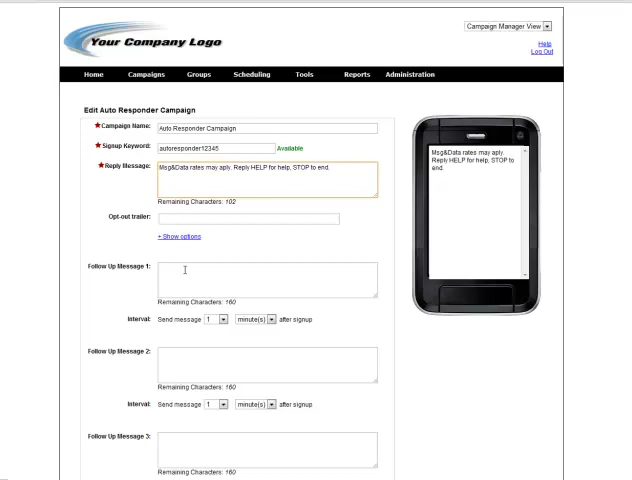 Your Company Logo
Campaign Manager View
Help
Log Out
Home Campaigns Groups Scheduling Tools Reports Administration
Edit Auto Responder Campaign
★Campaign Name: Auto Responder Campaign
★Signup Keyword: autoresponder12345 Available
★Reply Message: Msg&Data rates may aply. Reply HELP for help, STOP to end.
Remaining Characters: 102
Opt-out trailer:
+ Show options
Follow Up Message 1:
Remaining Characters: 160
Interval: Send message 1 minute(s) after signup
Follow Up Message 2:
Remaining Characters: 160
Interval: Send message 1 minute(s) after signup
Follow Up Message 3:
Remaining Characters: 160
Msg&Data rates may aply.
Reply HELP for help, STOP to
end.